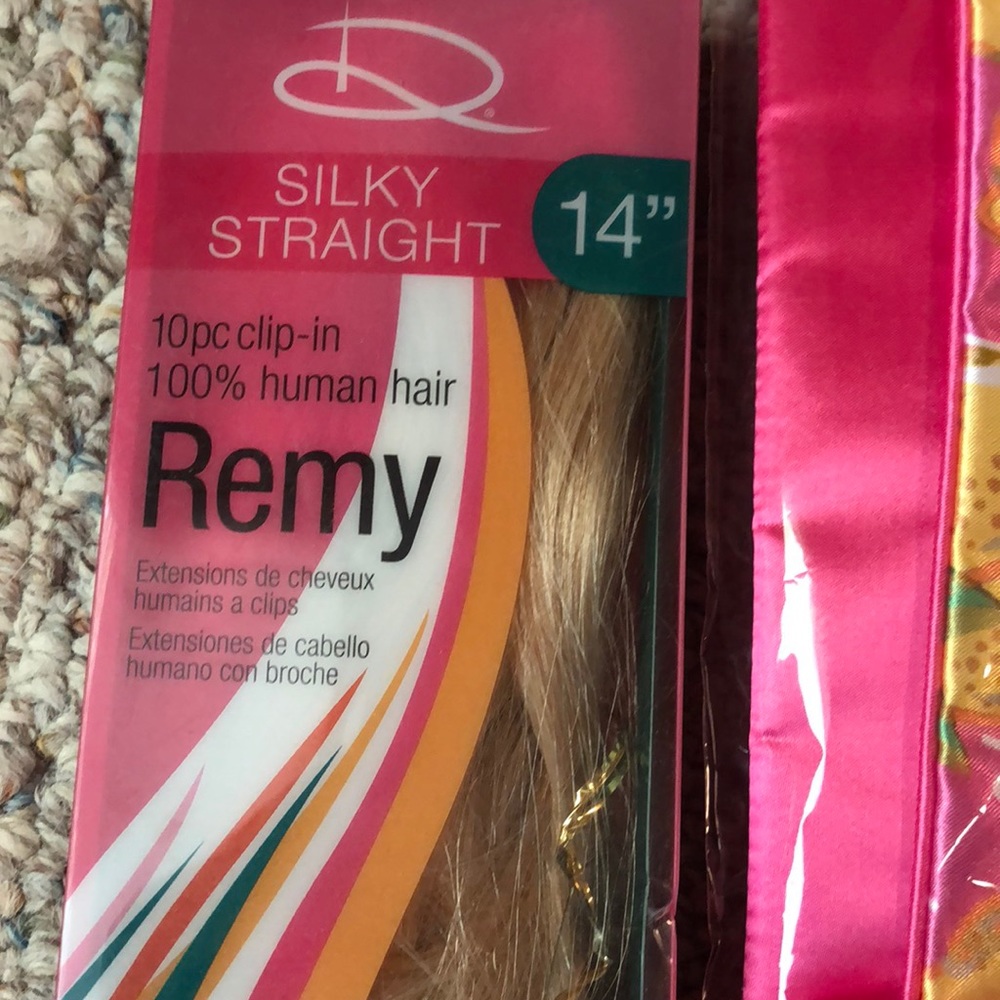 SILKY
STRAIGHT
14”
10pc clip-in
100% human hair
Remy
Extensions de cheveux
humains a clips
Extensiones de cabello
humano con broche